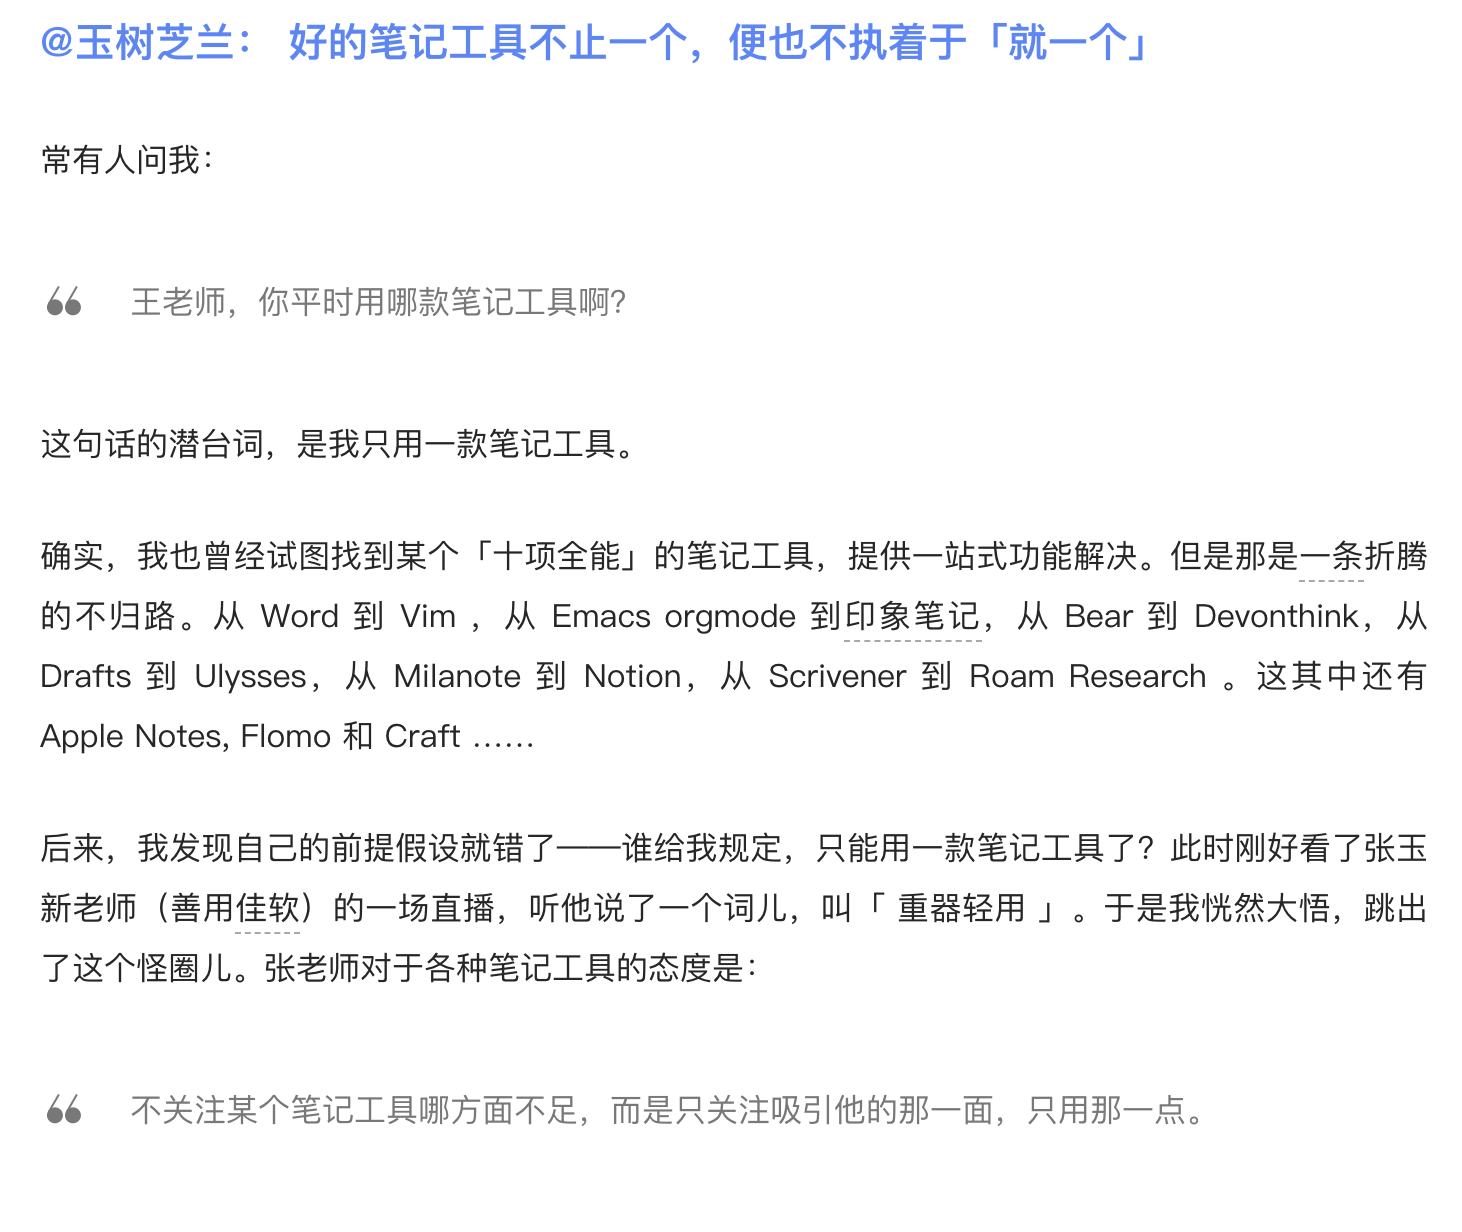 @玉树芝兰： 好的笔记工具不止一个，便也不执着于「就一个」
常有人问我：
王老师，你平时用哪款笔记工具啊？
这句话的潜台词，是我只用一款笔记工具。
确实，我也曾经试图找到某个「十项全能」的笔记工具，提供一站式功能解决。但是那是一条折腾
的不归路。从 Word 到 Vim ，从 Emacs orgmode 到印象笔记，从 Bear 到 Devonthink，从
Drafts 到 Ulysses，从 Milanote 到 Notion，从 Scrivener 到 Roam Research 。这其中还有
Apple Notes, Flomo 和 Craft ……
后来，我发现自己的前提假设就错了——谁给我规定，只能用一款笔记工具了？此时刚好看了张玉
新老师（善用佳软）的一场直播，听他说了一个词儿，叫「 重器轻用 」。于是我恍然大悟，跳出
了这个怪圈儿。张老师对于各种笔记工具的态度是：
不关注某个笔记工具哪方面不足，而是只关注吸引他的那一面，只用那一点。